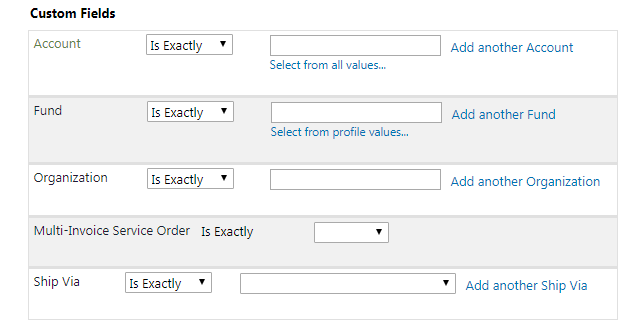 Custom Fields
Account Is Exactly Add another Account
Select from all values...
Fund Is Exactly Add another Fund
Select from profile values...
Organization Is Exactly Add another Organization
Multi-Invoice Service Order Is Exactly
Ship Via Is Exactly Add another Ship Via